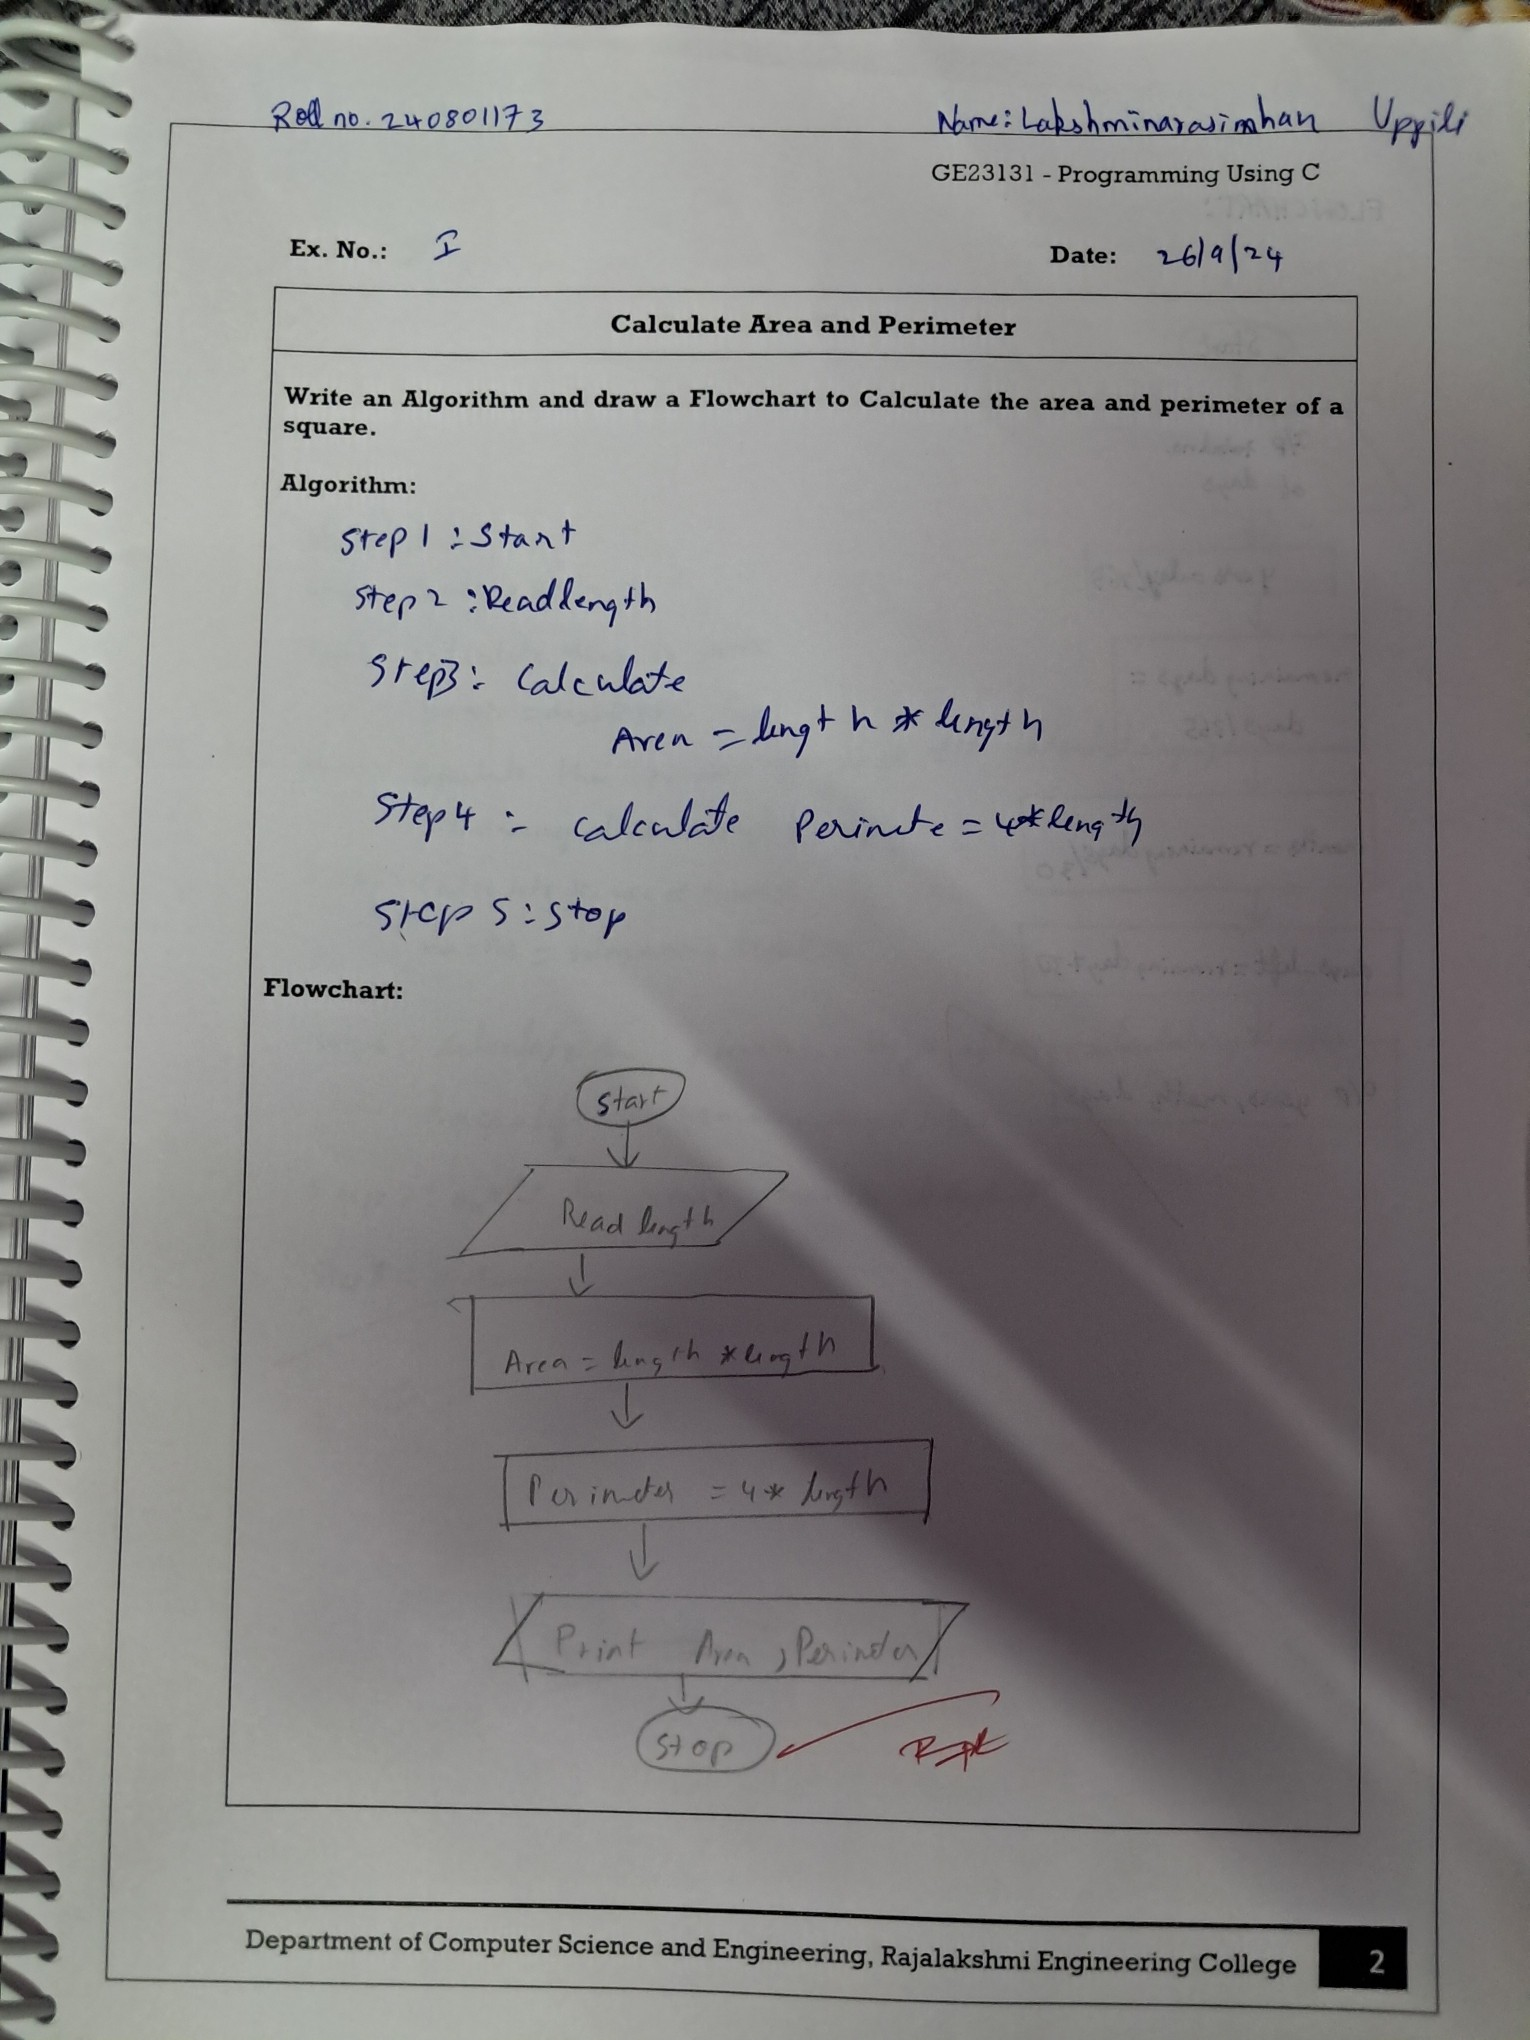 Roll no. 240801173
Name: Lakshminarasimhan Uppili
GE23131 - Programming Using C
Ex. No.: I
Date: 26/9/24
Calculate Area and Perimeter
Write an Algorithm and draw a Flowchart to Calculate the area and perimeter of a
square.
Algorithm:
Step 1 : Start
Step 2 : Read length
Step 3 : Calculate
Area = length * length
Step 4 : calculate Perimete = 4* length
Step 5 : Stop
Flowchart:
Start
Read length
Area = length * length
Perimeter = 4 * length
Print Area , Perimeter
Stop
Department of Computer Science and Engineering, Rajalakshmi Engineering College
2